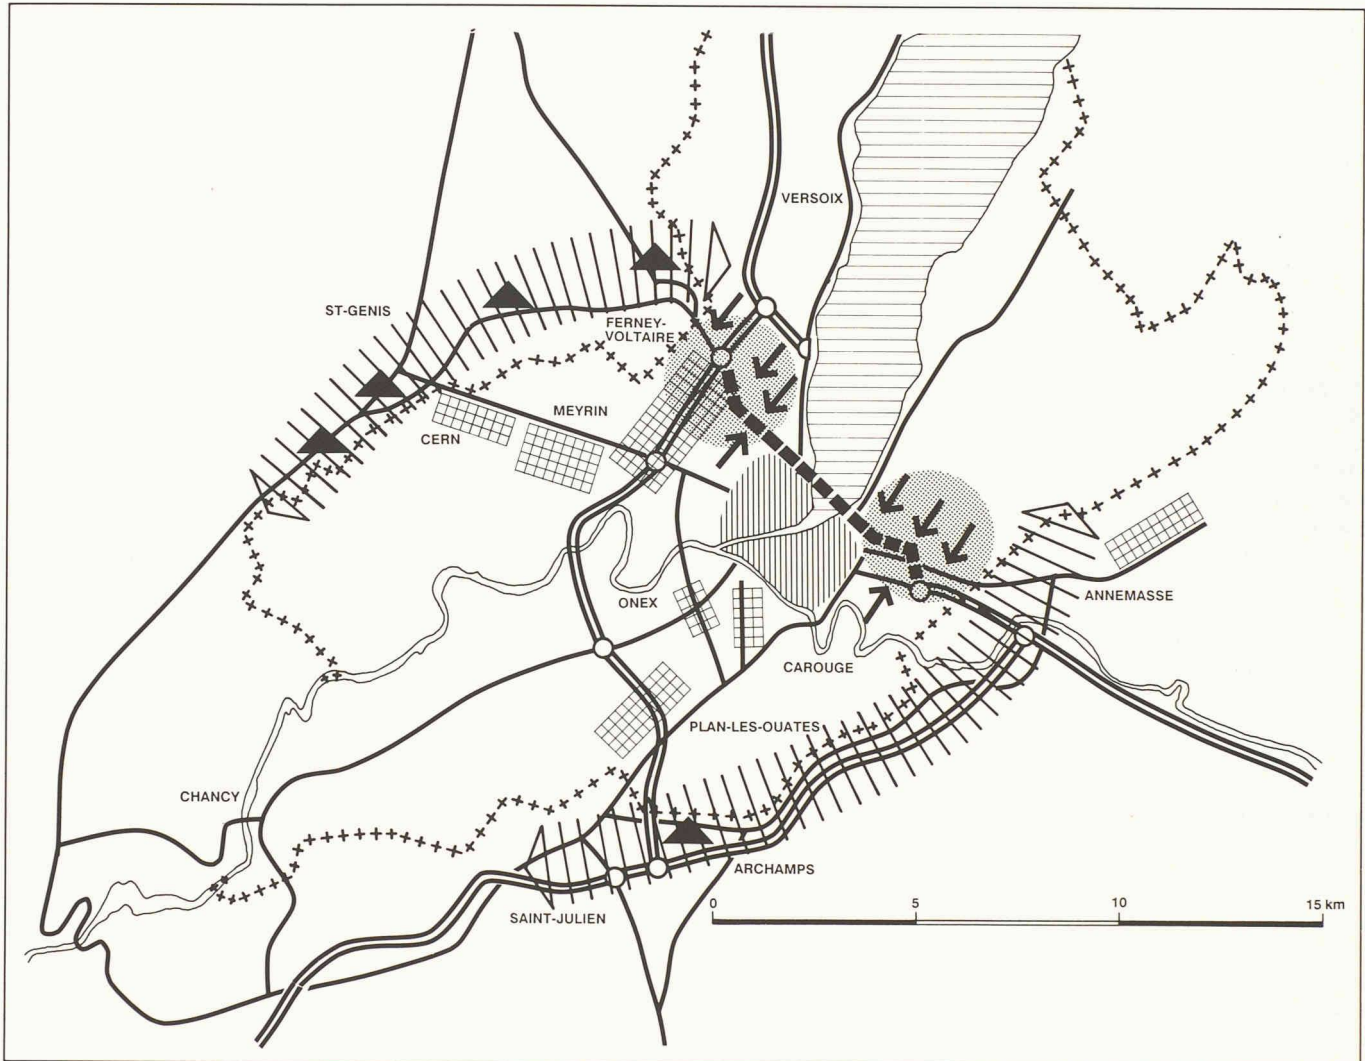 VERSOIX
ST-GENIS
FERNEY-
VOLTAIRE
MEYRIN
CERN
ONEX
ANNEMASSE
CAROUGE
PLAN-LES-OUATES
CHANCY
ARCHAMPS
SAINT-JULIEN
0 5 10 15 km